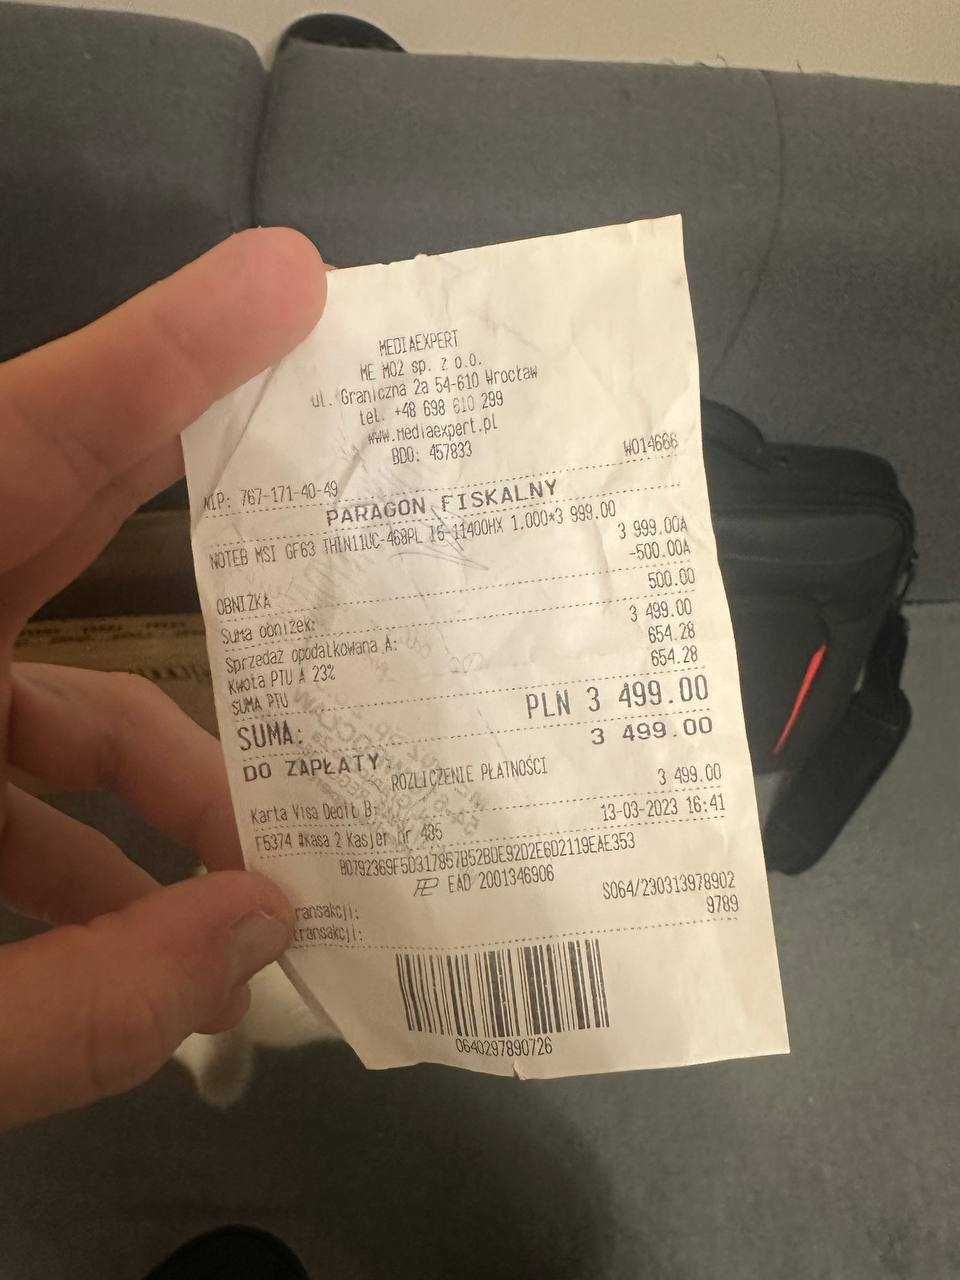 MEDIAEXPERT
ME M02 sp. z o.o.
ul. Graniczna 2a 54-610 Wrocław
tel. +48 698 610 299
www.mediaexpert.pl
BDO: 457833
NIP: 767-171-40-49 W014666
PARAGON FISKALNY
NOTEB MSI GF63 THIN11UC-468PL I5-11400HX 1.000*3 999.00
3 999.00A
OBNIŻKA -500.00A
Suma obniżek: 500.00
Sprzedaż opodatkowana A: 3 499.00
Kwota PTU A 23% 654.28
SUMA PTU 654.28
SUMA: PLN 3 499.00
DO ZAPŁATY 3 499.00
ROZLICZENIE PŁATNOŚCI
Karta Visa Debit B: 3 499.00
F5374 #Kasa 2 Kasjer nr 485 13-03-2023 16:41
BD792369F5D317857B52BDE92D2E6D2119EAE353
EAD 2001346906
ransakcji: S064/230313978902
transakcji: 9789
0640297890726